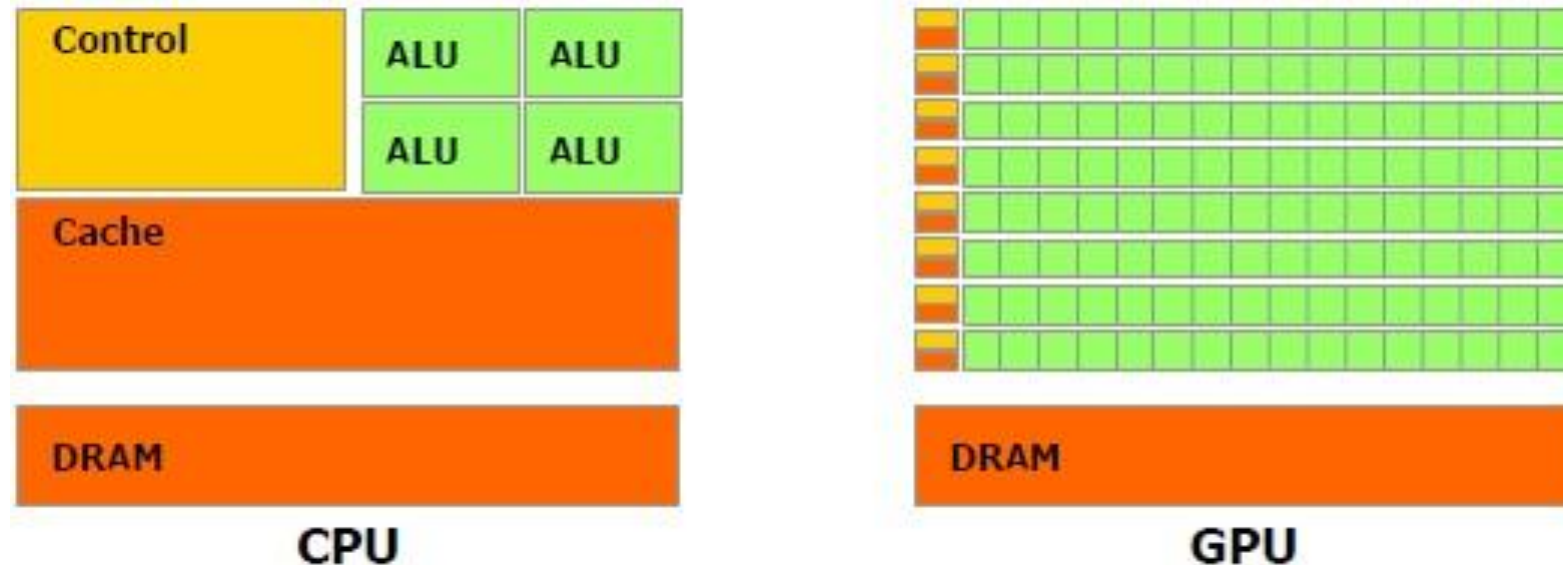 Control
ALU ALU
ALU ALU
Cache
DRAM
CPU
DRAM
GPU